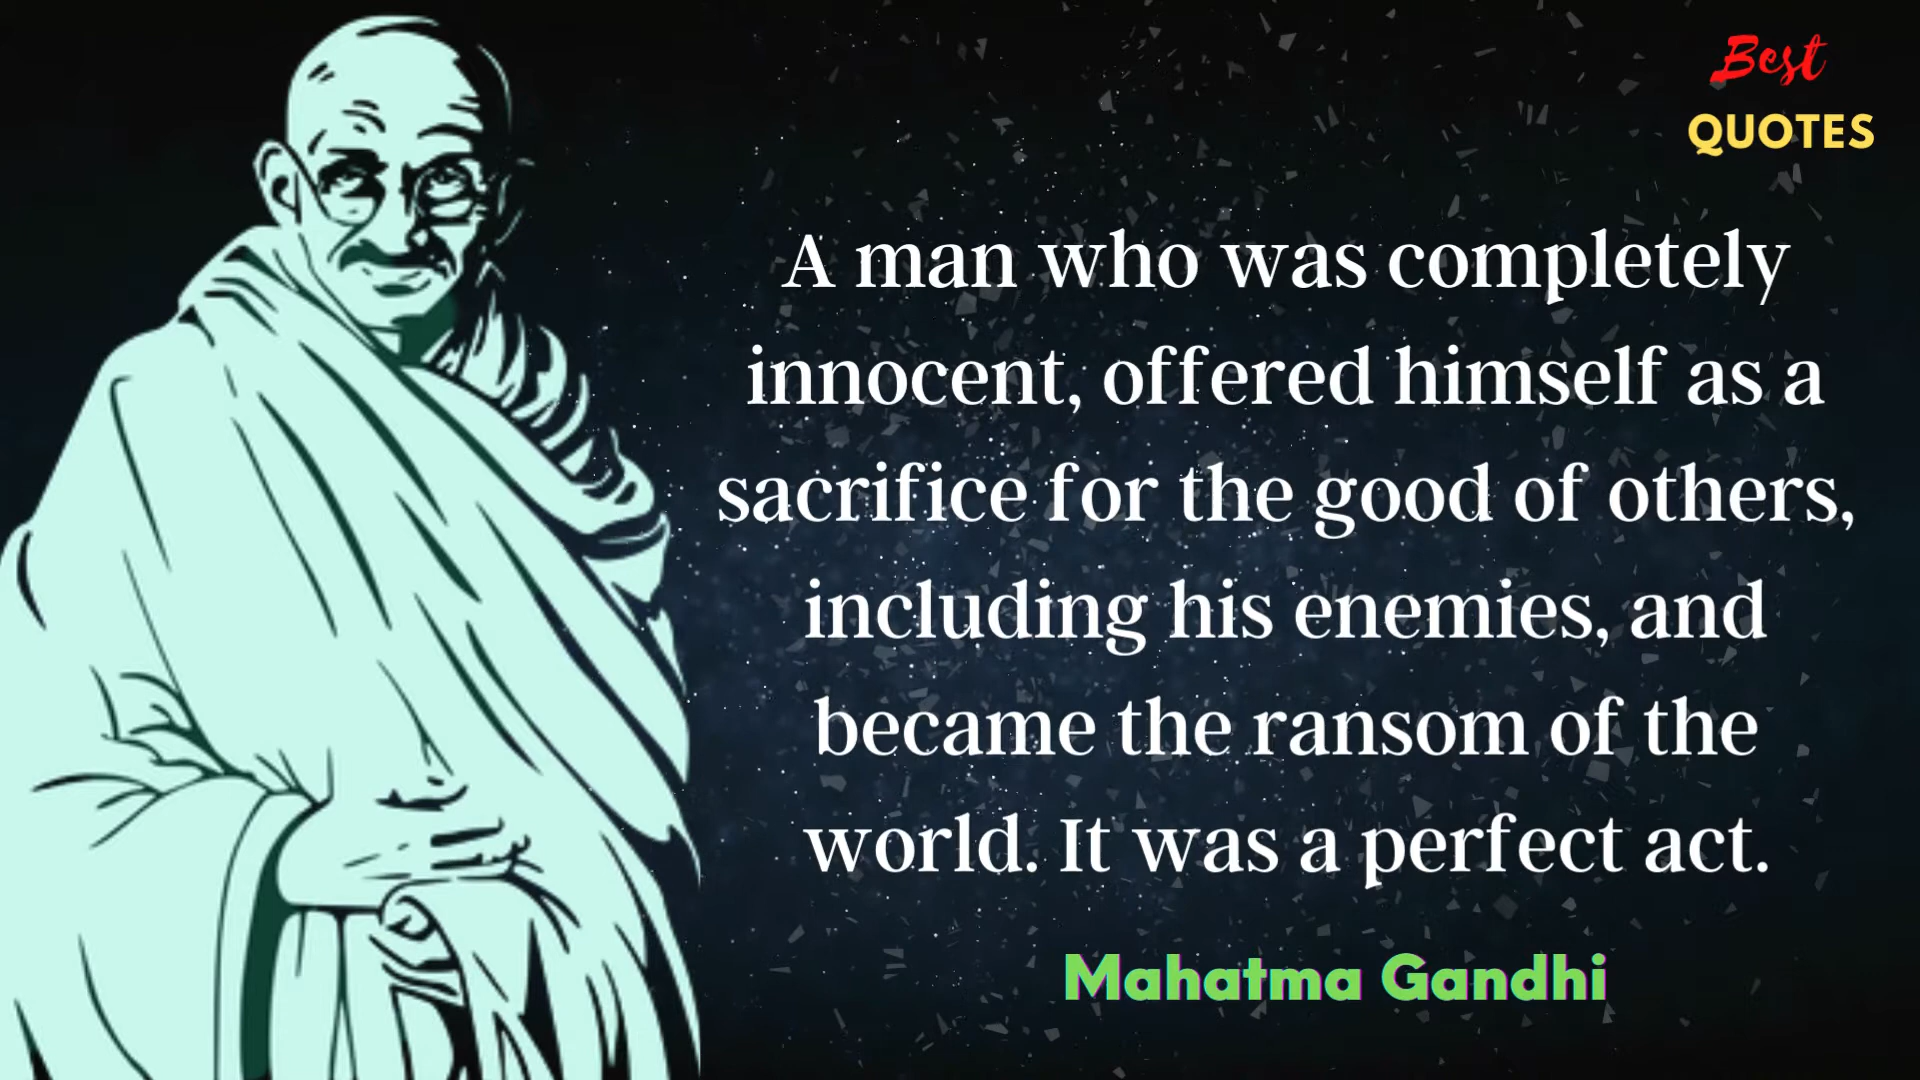 Best
QUOTES
A man who was completely
innocent, offered himself as a
sacrifice for the good of others,
including his enemies, and
became the ransom of the
world. It was a perfect act.
Mahatma Gandhi